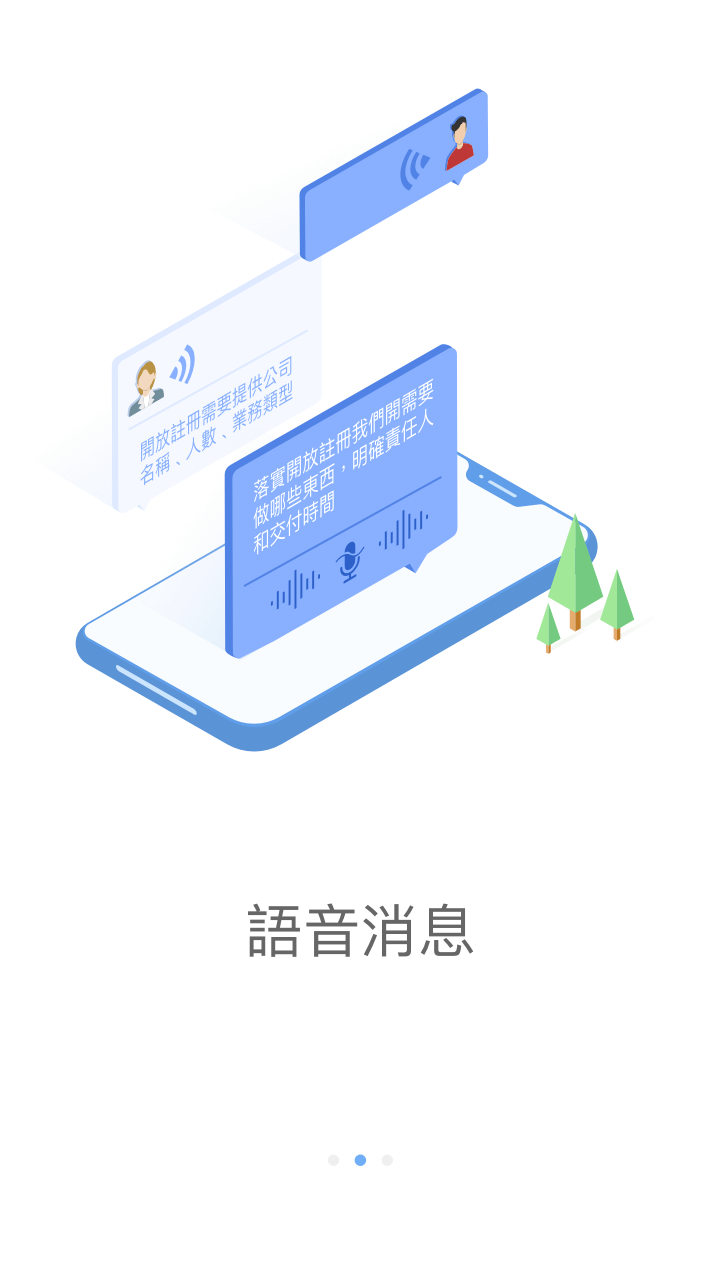 開放註冊需要提供公司
名稱、人數、業務類型
落實開放註冊我們開需要
做哪些東西，明確責任人
和交付時間
語音消息